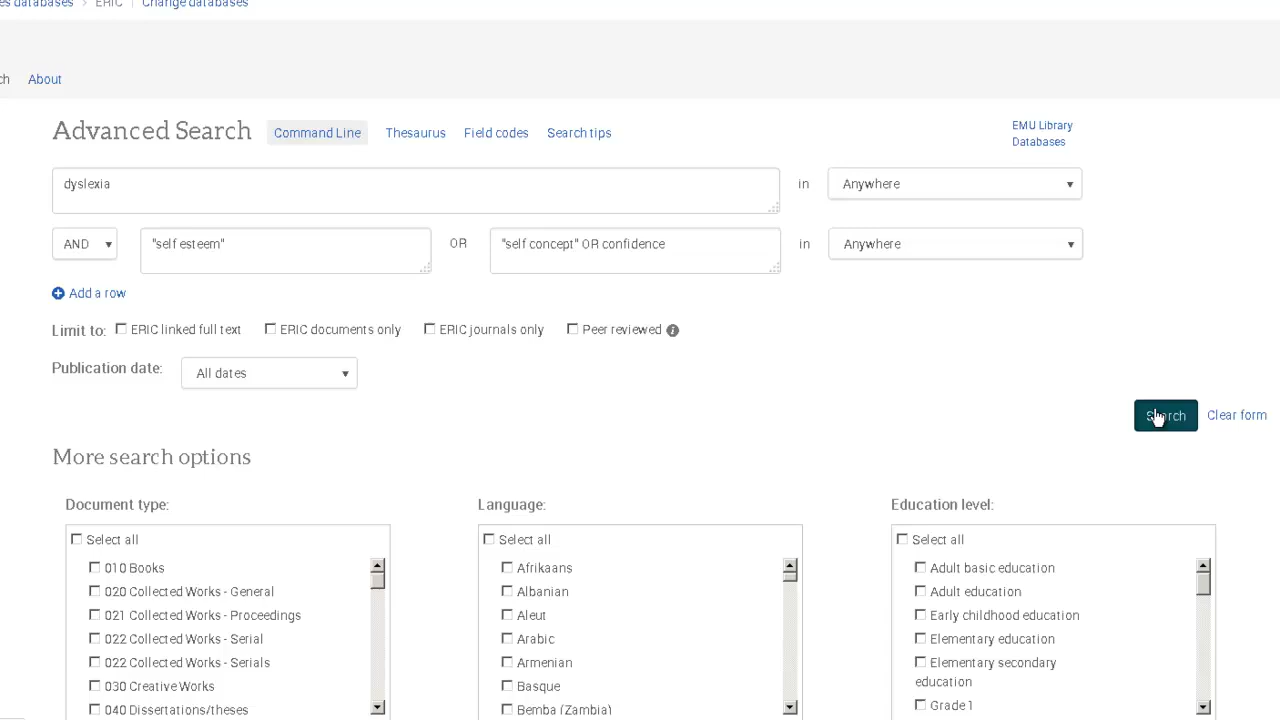 ses databases > ERIC | Change databases
ch About
Advanced Search Command Line Thesaurus Field codes Search tips
EMU Library
Databases
dyslexia in Anywhere
AND "self esteem" OR "self concept" OR confidence in Anywhere
Add a row
Limit to: ERIC linked full text ERIC documents only ERIC journals only Peer reviewed
Publication date: All dates
Search Clear form
More search options
Document type: Language: Education level:
Select all Select all Select all
010 Books Afrikaans Adult basic education
020 Collected Works - General Albanian Adult education
021 Collected Works - Proceedings Aleut Early childhood education
022 Collected Works - Serial Arabic Elementary education
022 Collected Works - Serials Armenian Elementary secondary
education
030 Creative Works Basque
040 Dissertations/theses Bemba (Zambia) Grade 1